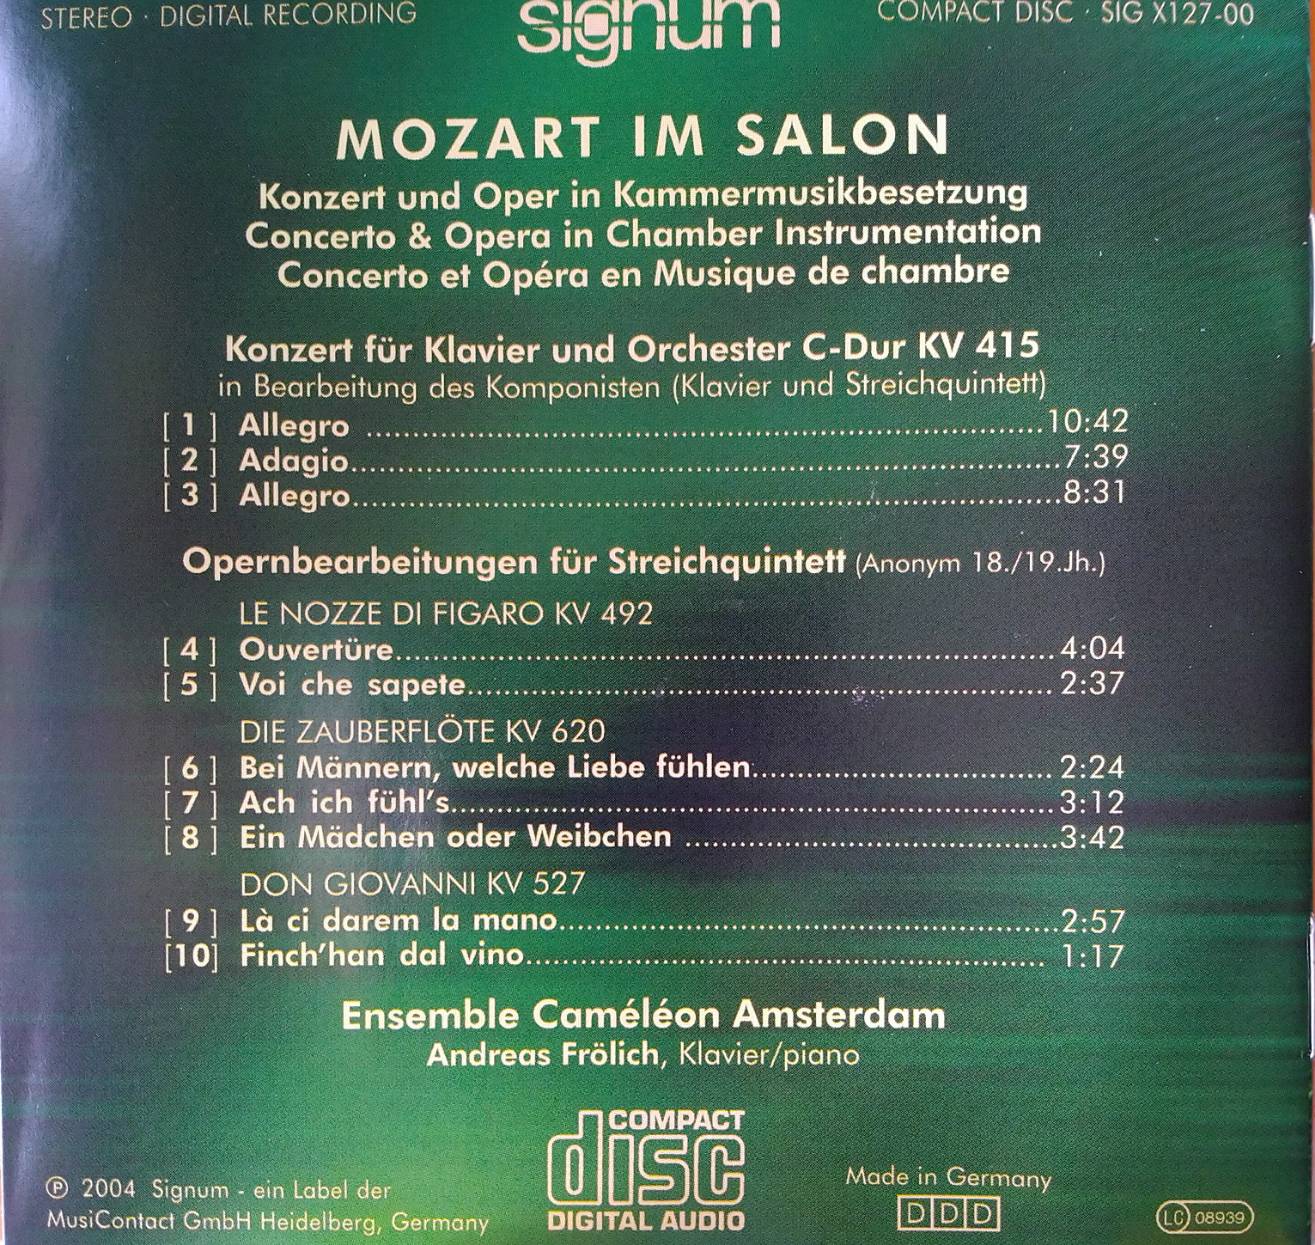 STEREO · DIGITAL RECORDING
signum
COMPACT DISC · SIG X127-00
MOZART IM SALON
Konzert und Oper in Kammermusikbesetzung
Concerto & Opera in Chamber Instrumentation
Concerto et Opéra en Musique de chambre
Konzert für Klavier und Orchester C-Dur KV 415
in Bearbeitung des Komponisten (Klavier und Streichquintett)
[ 1 ] Allegro ........ 10:42
[ 2 ] Adagio........ 7:39
[ 3 ] Allegro........ 8:31
Opernbearbeitungen für Streichquintett (Anonym 18./19.Jh.)
LE NOZZE DI FIGARO KV 492
[ 4 ] Ouvertüre........ 4:04
[ 5 ] Voi che sapete........ 2:37
DIE ZAUBERFLÖTE KV 620
[ 6 ] Bei Männern, welche Liebe fühlen........ 2:24
[ 7 ] Ach ich fühl's........ 3:12
[ 8 ] Ein Mädchen oder Weibchen ........ 3:42
DON GIOVANNI KV 527
[ 9 ] Là ci darem la mano........ 2:57
[10] Finch'han dal vino........ 1:17
Ensemble Caméléon Amsterdam
Andreas Frölich, Klavier/piano
COMPACT
disc
DIGITAL AUDIO
℗ 2004 Signum - ein Label der
MusiContact GmbH Heidelberg, Germany
Made in Germany
DDD
LC 08939